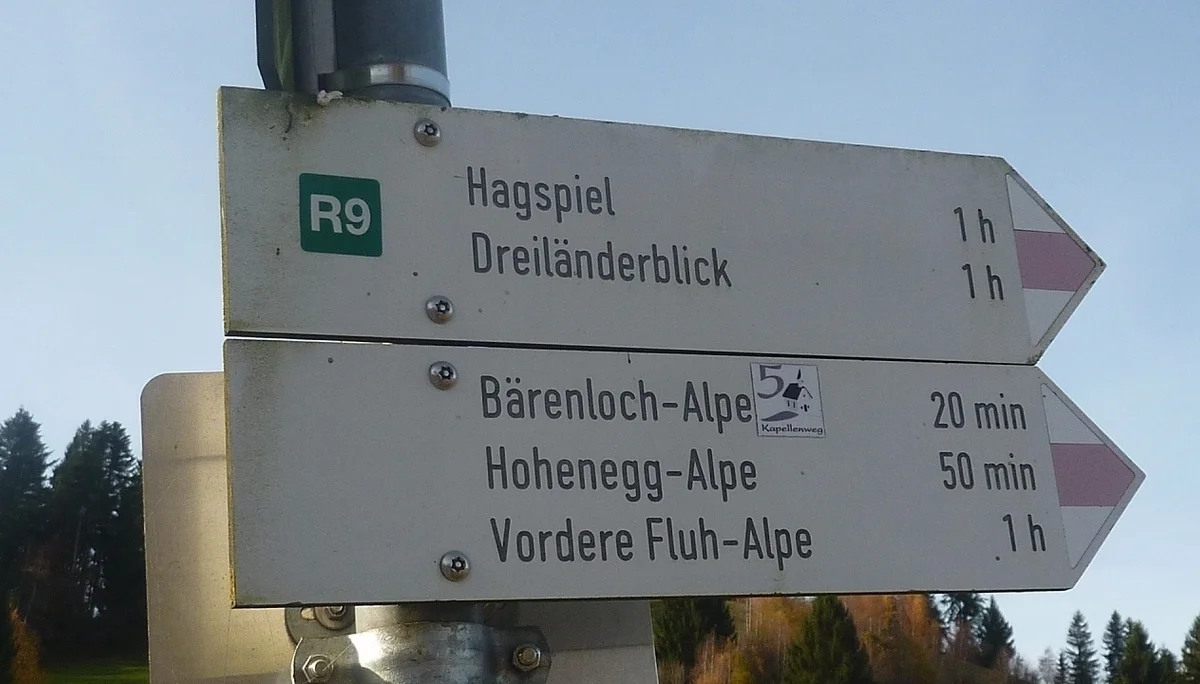 R9
Hagspiel 1 h
Dreiländerblick 1 h
Bärenloch-Alpe 20 min
5
Kapellenweg
Hohenegg-Alpe 50 min
Vordere Fluh-Alpe 1 h